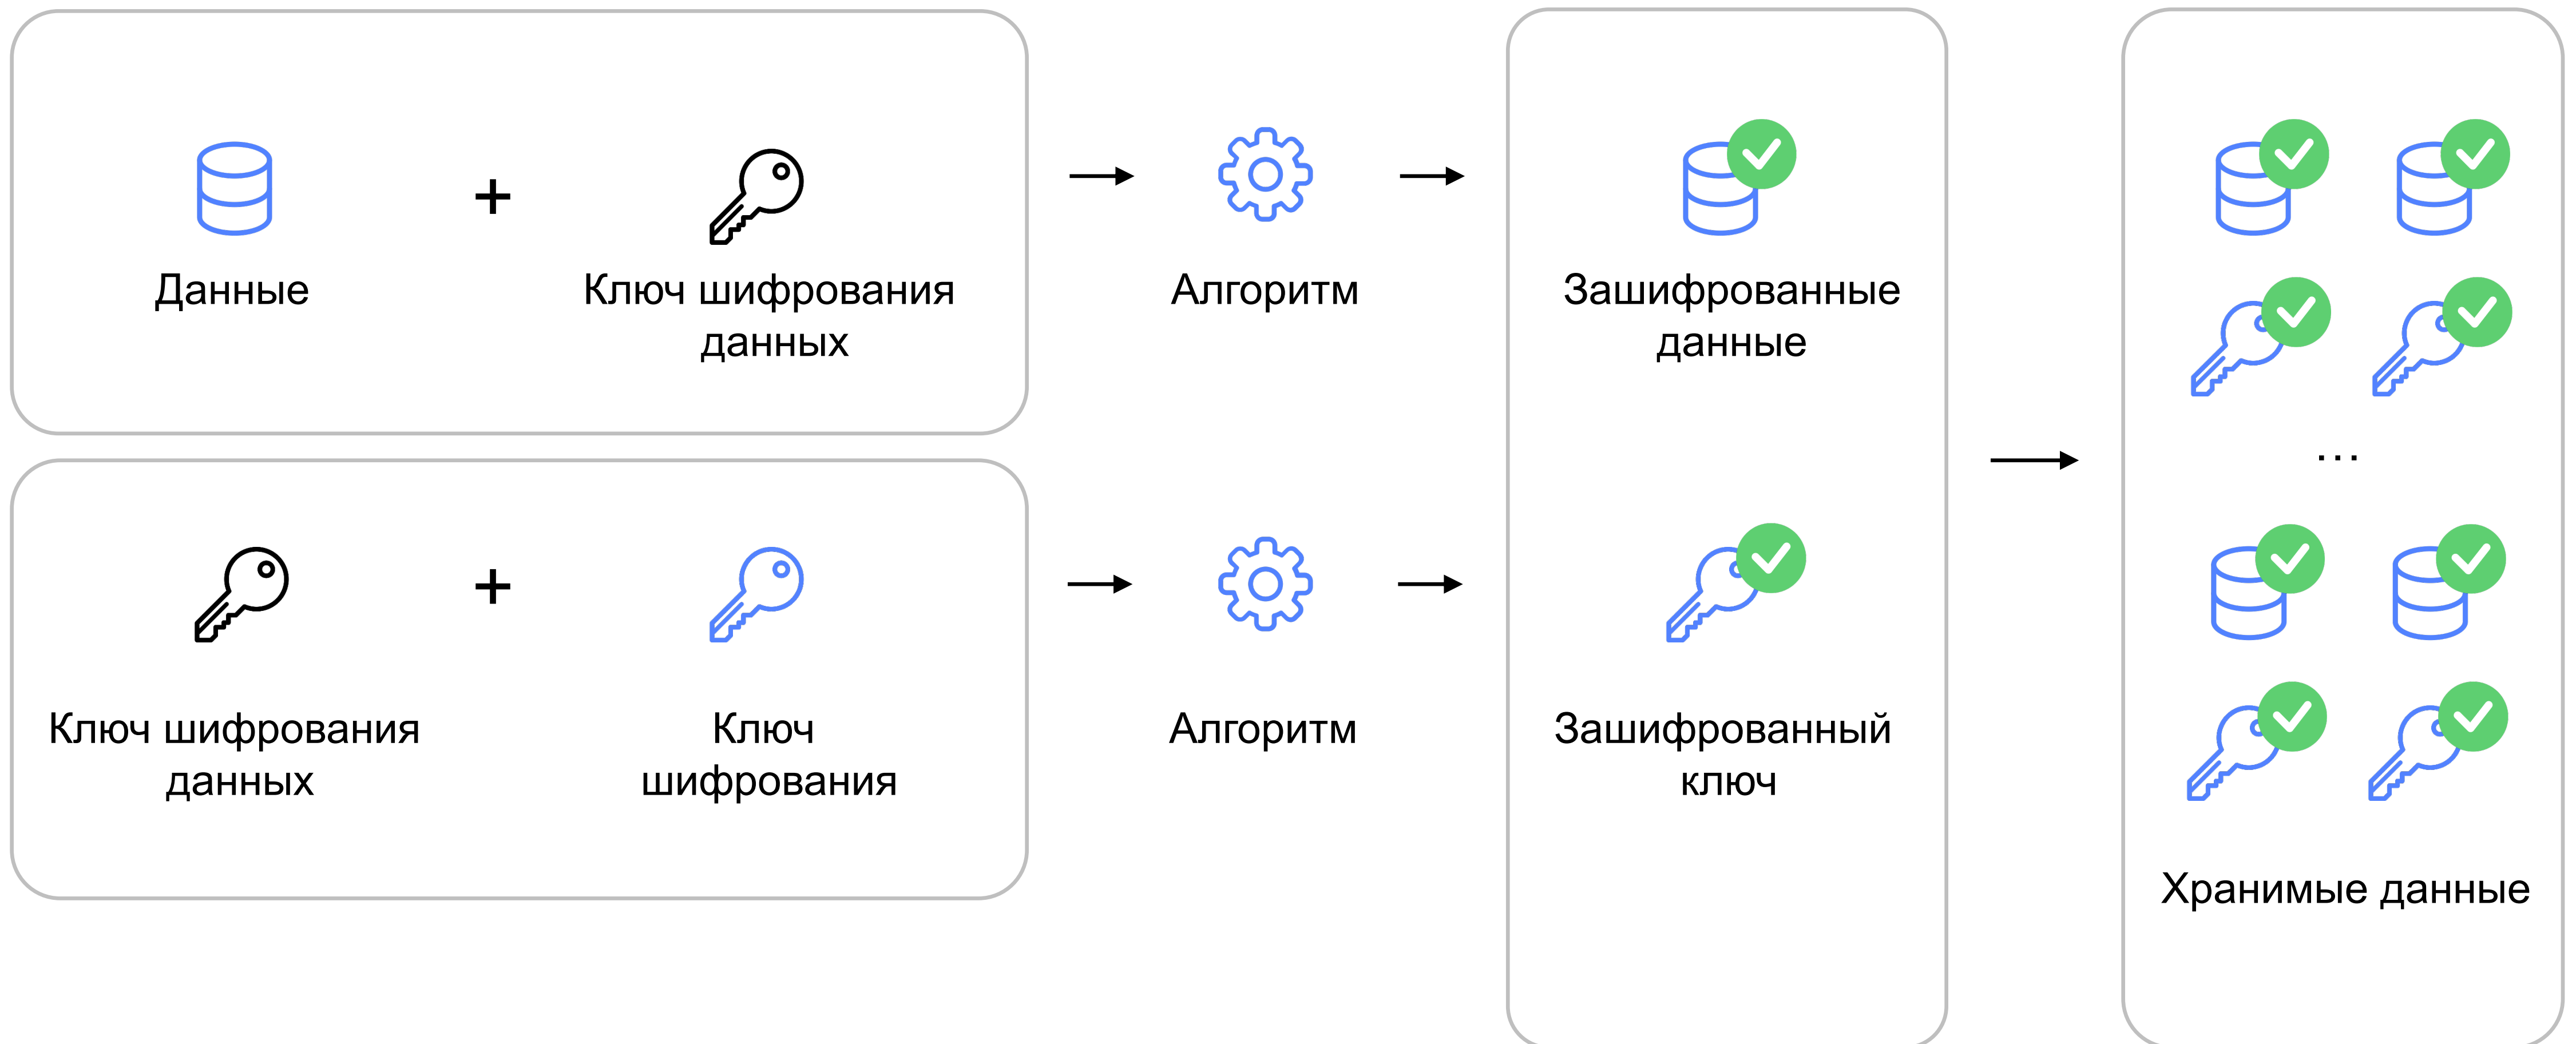 Данные
+
Ключ шифрования
данных
Алгоритм
Зашифрованные
данные
...
Ключ шифрования
данных
+
Ключ
шифрования
Алгоритм
Зашифрованный
ключ
Хранимые данные